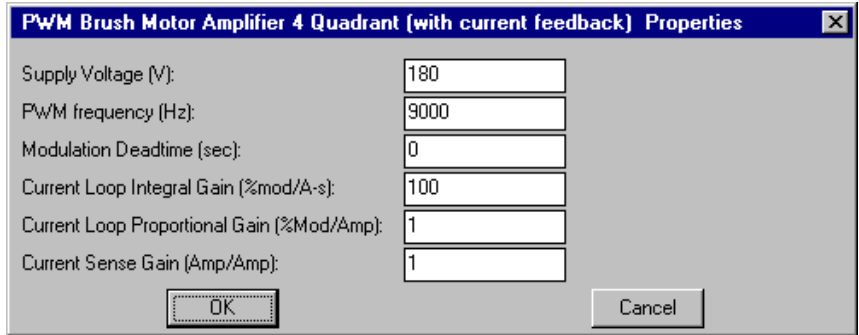 PWM Brush Motor Amplifier 4 Quadrant (with current feedback)  Properties
Supply Voltage (V): 180
PWM frequency (Hz): 9000
Modulation Deadtime (sec): 0
Current Loop Integral Gain (%mod/A-s): 100
Current Loop Proportional Gain (%Mod/Amp): 1
Current Sense Gain (Amp/Amp): 1
OK Cancel